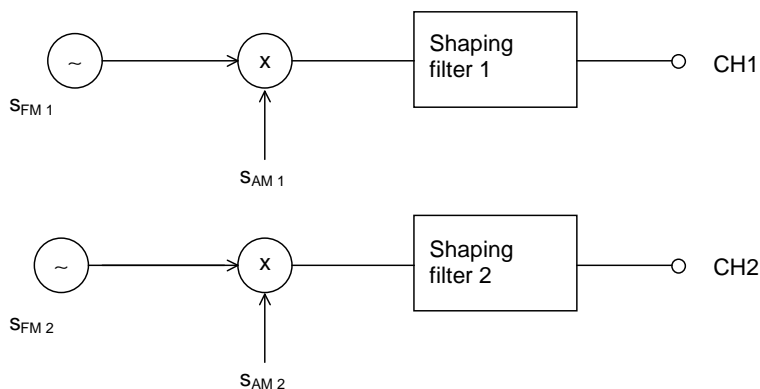 Shaping
filter 1
~
x
CH1
sFM 1
sAM 1
Shaping
filter 2
~
x
CH2
sFM 2
sAM 2